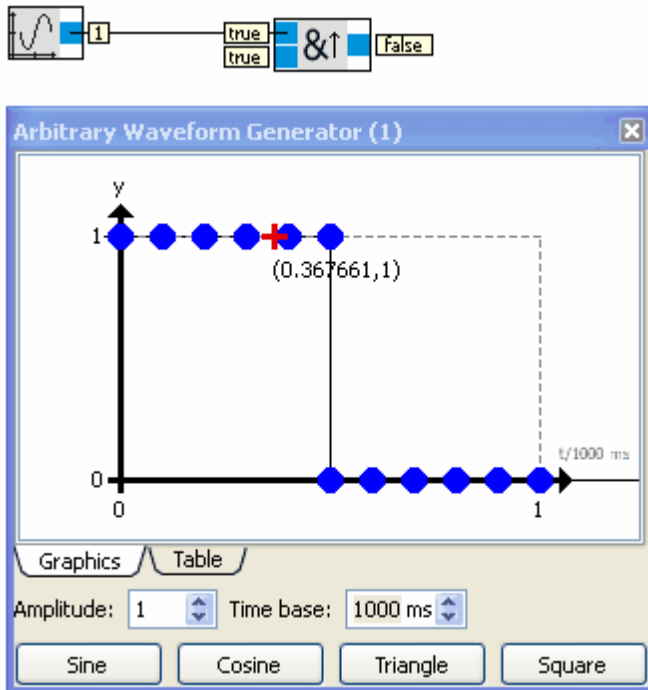 1 true &↑ false
true
Arbitrary Waveform Generator (1)
y
1
(0.367661,1)
t/1000 ms
0
0 1
Graphics Table
Amplitude: 1 Time base: 1000 ms
Sine Cosine Triangle Square